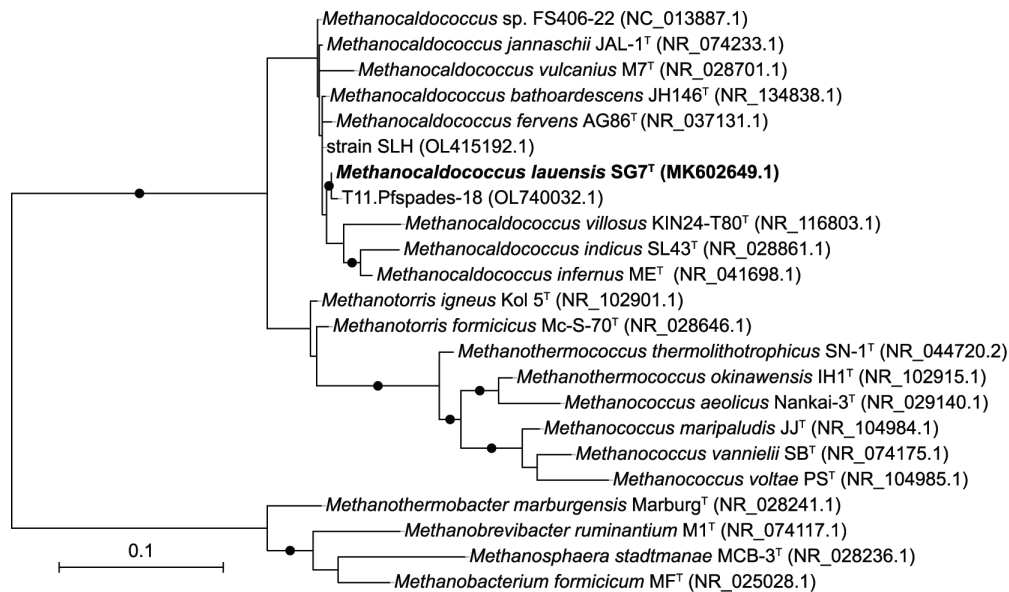 Methanocaldococcus sp. FS406-22 (NC_013887.1)
Methanocaldococcus jannaschii JAL-1ᵀ (NR_074233.1)
Methanocaldococcus vulcanius M7ᵀ (NR_028701.1)
Methanocaldococcus bathoardescens JH146ᵀ (NR_134838.1)
Methanocaldococcus fervens AG86ᵀ (NR_037131.1)
strain SLH (OL415192.1)
Methanocaldococcus lauensis SG7ᵀ (MK602649.1)
T11.Pfspades-18 (OL740032.1)
Methanocaldococcus villosus KIN24-T80ᵀ (NR_116803.1)
Methanocaldococcus indicus SL43ᵀ (NR_028861.1)
Methanocaldococcus infernus MEᵀ (NR_041698.1)
Methanotorris igneus Kol 5ᵀ (NR_102901.1)
Methanotorris formicicus Mc-S-70ᵀ (NR_028646.1)
Methanothermococcus thermolithotrophicus SN-1ᵀ (NR_044720.2)
Methanothermococcus okinawensis IH1ᵀ (NR_102915.1)
Methanococcus aeolicus Nankai-3ᵀ (NR_029140.1)
Methanococcus maripaludis JJᵀ (NR_104984.1)
Methanococcus vannielii SBᵀ (NR_074175.1)
Methanococcus voltae PSᵀ (NR_104985.1)
Methanothermobacter marburgensis Marburgᵀ (NR_028241.1)
Methanobrevibacter ruminantium M1ᵀ (NR_074117.1)
Methanosphaera stadtmanae MCB-3ᵀ (NR_028236.1)
Methanobacterium formicicum MFᵀ (NR_025028.1)
0.1